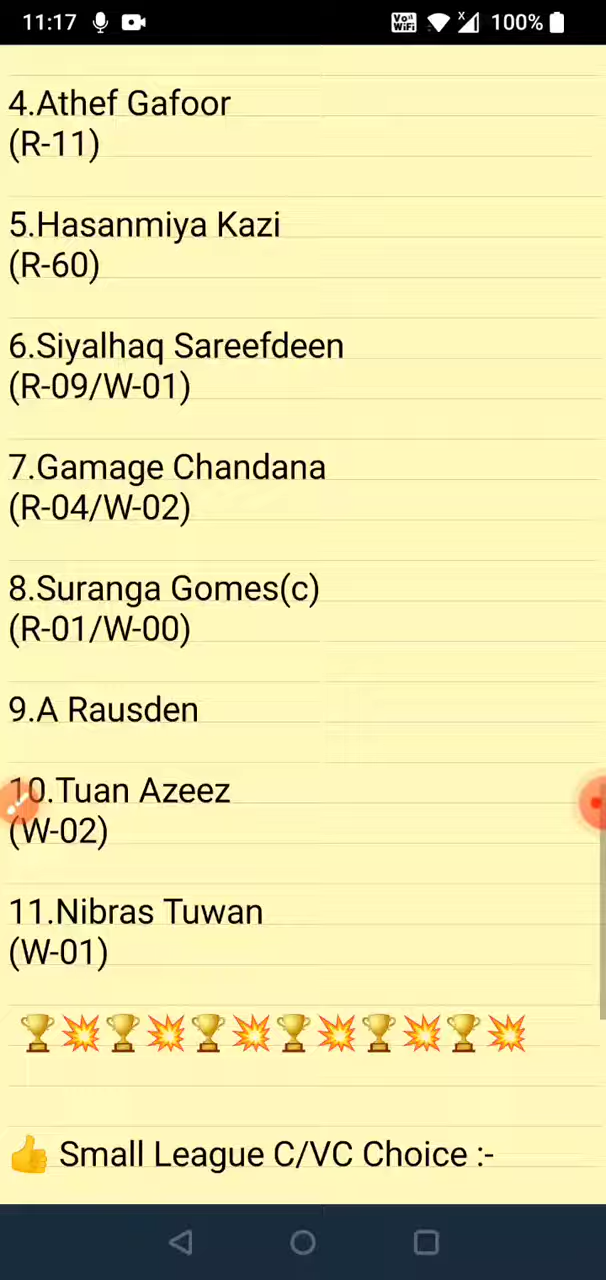 11:17
Vo))
WiFi
X
100%
4.Athef Gafoor
(R-11)
5.Hasanmiya Kazi
(R-60)
6.Siyalhaq Sareefdeen
(R-09/W-01)
7.Gamage Chandana
(R-04/W-02)
8.Suranga Gomes(c)
(R-01/W-00)
9.A Rausden
10.Tuan Azeez
(W-02)
11.Nibras Tuwan
(W-01)
🏆💥🏆💥🏆💥🏆💥🏆💥🏆💥
👍 Small League C/VC Choice :-